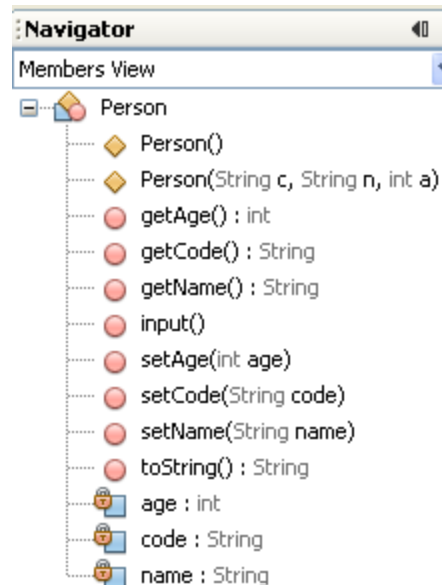 Navigator
Members View
Person
Person()
Person(String c, String n, int a)
getAge() : int
getCode() : String
getName() : String
input()
setAge(int age)
setCode(String code)
setName(String name)
toString() : String
age : int
code : String
name : String